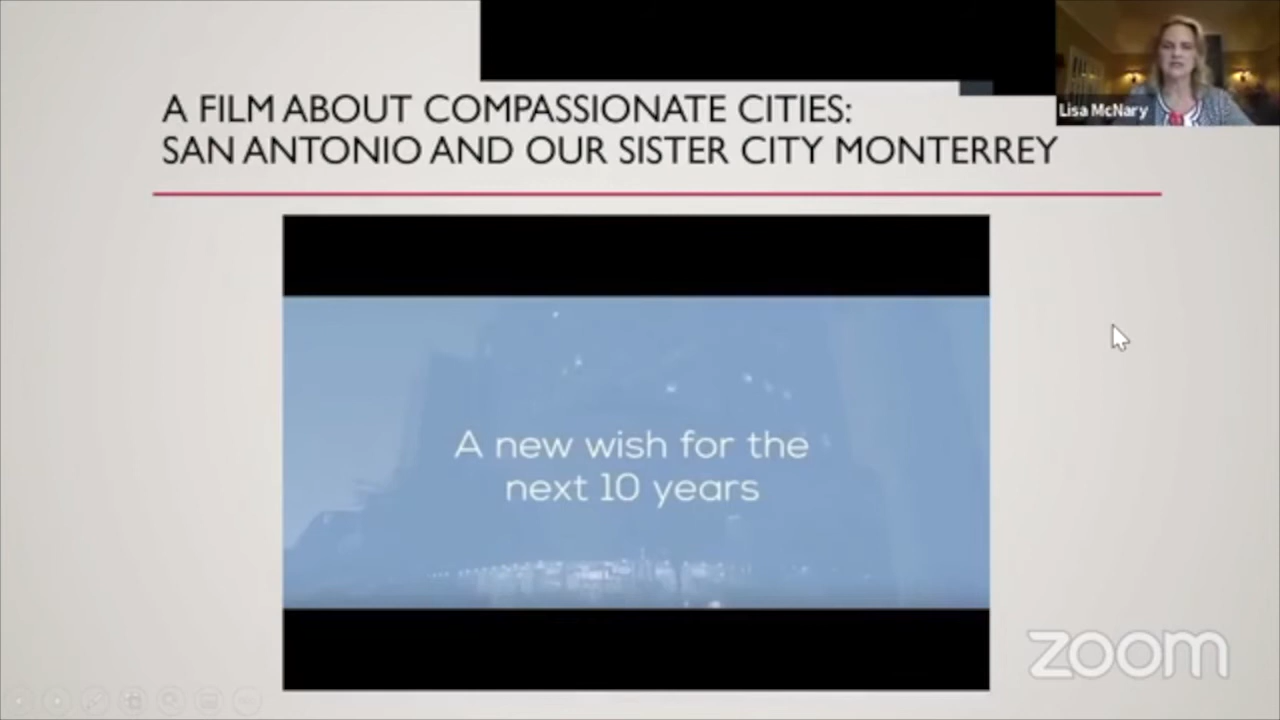 A FILM ABOUT COMPASSIONATE CITIES:
SAN ANTONIO AND OUR SISTER CITY MONTERREY
Lisa McNary
A new wish for the
next 10 years
zoom